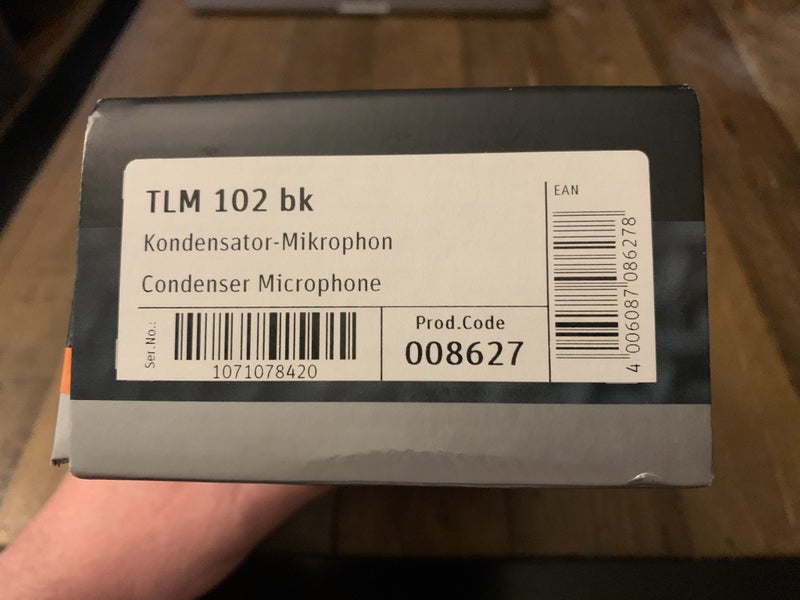 TLM 102 bk
Kondensator-Mikrophon
Condenser Microphone
Ser.No.:
1071078420
Prod.Code
008627
EAN
4 006087 086278